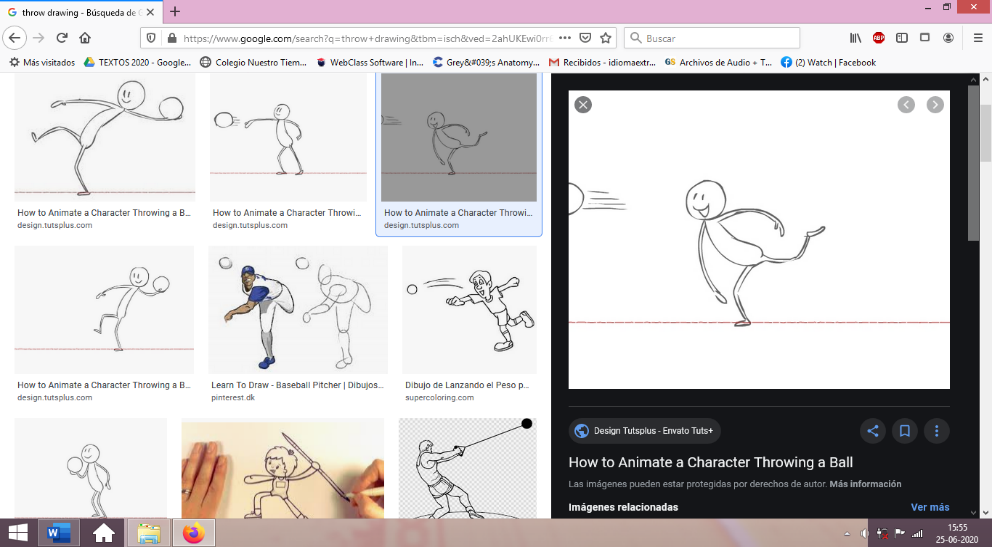 throw drawing - Búsqueda de G
https://www.google.com/search?q=throw+drawing&tbm=isch&ved=2ahUKEwi0m
Buscar
ABP
Más visitados
TEXTOS 2020 - Google...
Colegio Nuestro Tiem...
WebClass Software | In...
Grey&#039;s Anatomy...
Recibidos - idiomaextr...
GS Archivos de Audio + T...
(2) Watch | Facebook
How to Animate a Character Throwing a B...
design.tutsplus.com
How to Animate a Character Throwi...
design.tutsplus.com
How to Animate a Character Throwi...
design.tutsplus.com
How to Animate a Character Throwing a B...
design.tutsplus.com
Learn To Draw - Baseball Pitcher | Dibujos...
pinterest.dk
Dibujo de Lanzando el Peso p...
supercoloring.com
Design Tutsplus - Envato Tuts+
How to Animate a Character Throwing a Ball
Las imágenes pueden estar protegidas por derechos de autor. Más información
Imágenes relacionadas
Ver más
15:55
25-06-2020